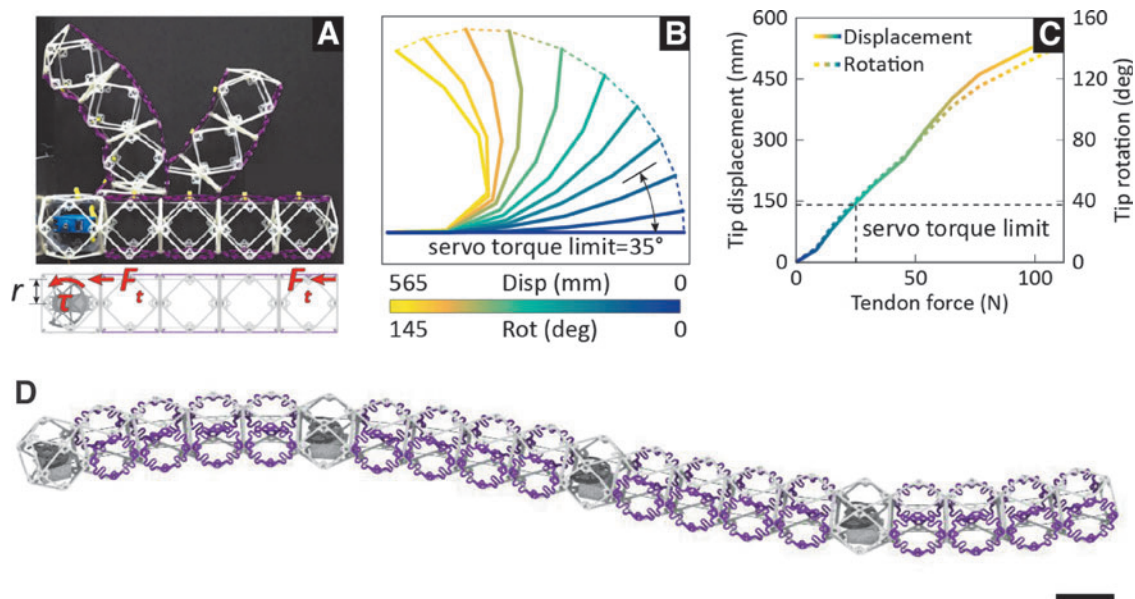 A
r
τ
Fₜ
Fₜ
B
servo torque limit=35°
565 Disp (mm) 0
145 Rot (deg) 0
C
600
450
300
150
0
Tip displacement (mm)
Displacement
Rotation
servo torque limit
0 50 100
Tendon force (N)
160
120
80
40
0
Tip rotation (deg)
D